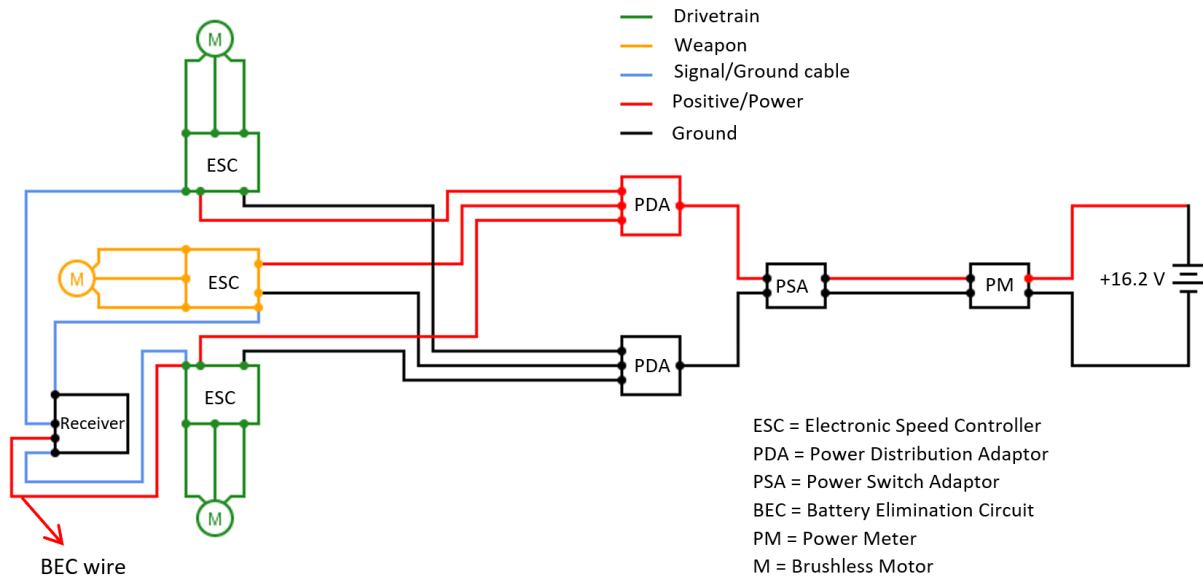 M
Drivetrain
Weapon
Signal/Ground cable
Positive/Power
Ground
ESC
PDA
M
ESC
PSA
PM
+16.2 V
PDA
ESC
Receiver
M
BEC wire
ESC = Electronic Speed Controller
PDA = Power Distribution Adaptor
PSA = Power Switch Adaptor
BEC = Battery Elimination Circuit
PM = Power Meter
M = Brushless Motor